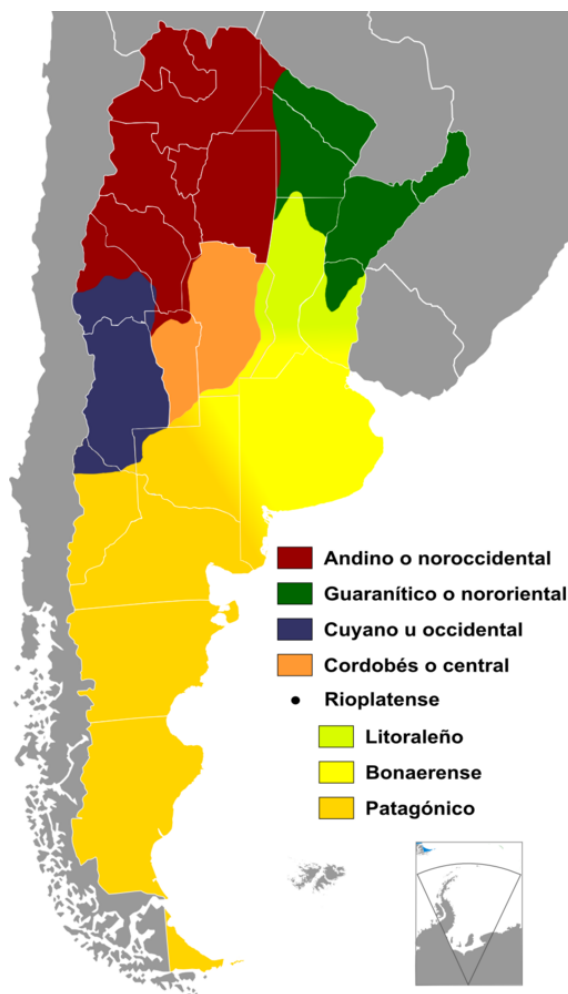 Andino o noroccidental
Guaranítico o nororiental
Cuyano u occidental
Cordobés o central
Rioplatense
Litoraleño
Bonaerense
Patagónico